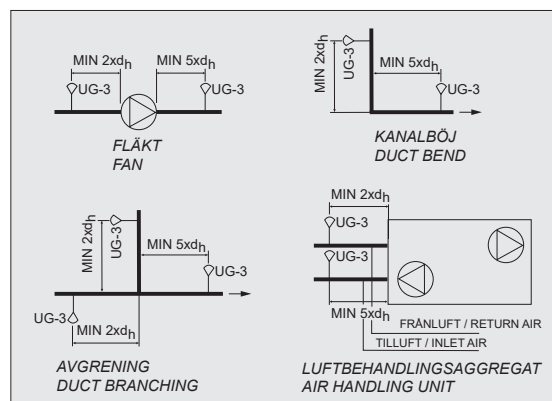 MIN 2xdh
MIN 5xdh
UG-3
UG-3
FLÄKT
FAN
MIN 2xdh
UG-3
MIN 5xdh
UG-3
KANALBÖJ
DUCT BEND
MIN 2xdh
UG-3
MIN 5xdh
UG-3
UG-3
MIN 2xdh
AVGRENING
DUCT BRANCHING
MIN 2xdh
UG-3
UG-3
MIN 5xdh
FRÅNLUFT / RETURN AIR
TILLUFT / INLET AIR
LUFTBEHANDLINGSAGGREGAT
AIR HANDLING UNIT